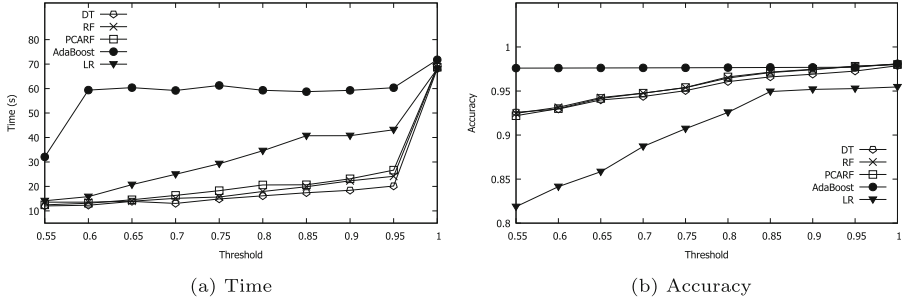 DT
RF
PCARF
AdaBoost
LR
80
70
60
50
40
30
20
10
Time (s)
0.55 0.6 0.65 0.7 0.75 0.8 0.85 0.9 0.95 1
Threshold
(a) Time
1
0.95
0.9
0.85
0.8
Accuracy
DT
RF
PCARF
AdaBoost
LR
0.55 0.6 0.65 0.7 0.75 0.8 0.85 0.9 0.95 1
Threshold
(b) Accuracy